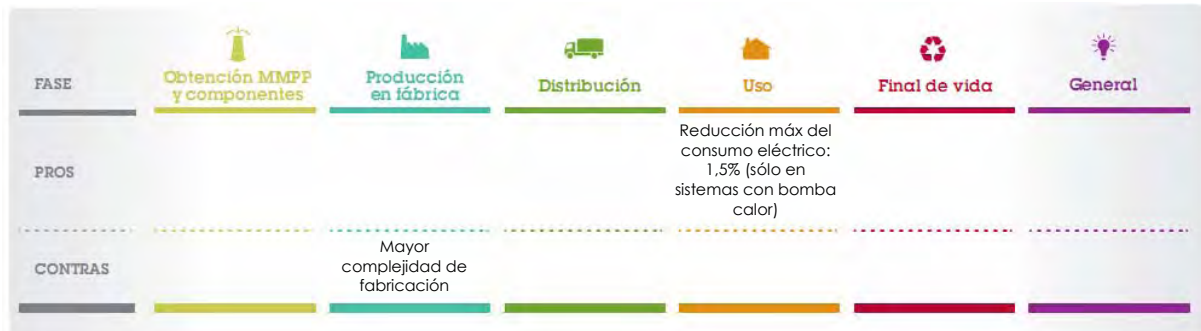 FASE
Obtención MMPP
y componentes
Producción
en fábrica
Distribución
Uso
Final de vida
General
PROS
Reducción máx del
consumo eléctrico:
1,5% (sólo en
sistemas con bomba
calor)
CONTRAS
Mayor
complejidad de
fabricación